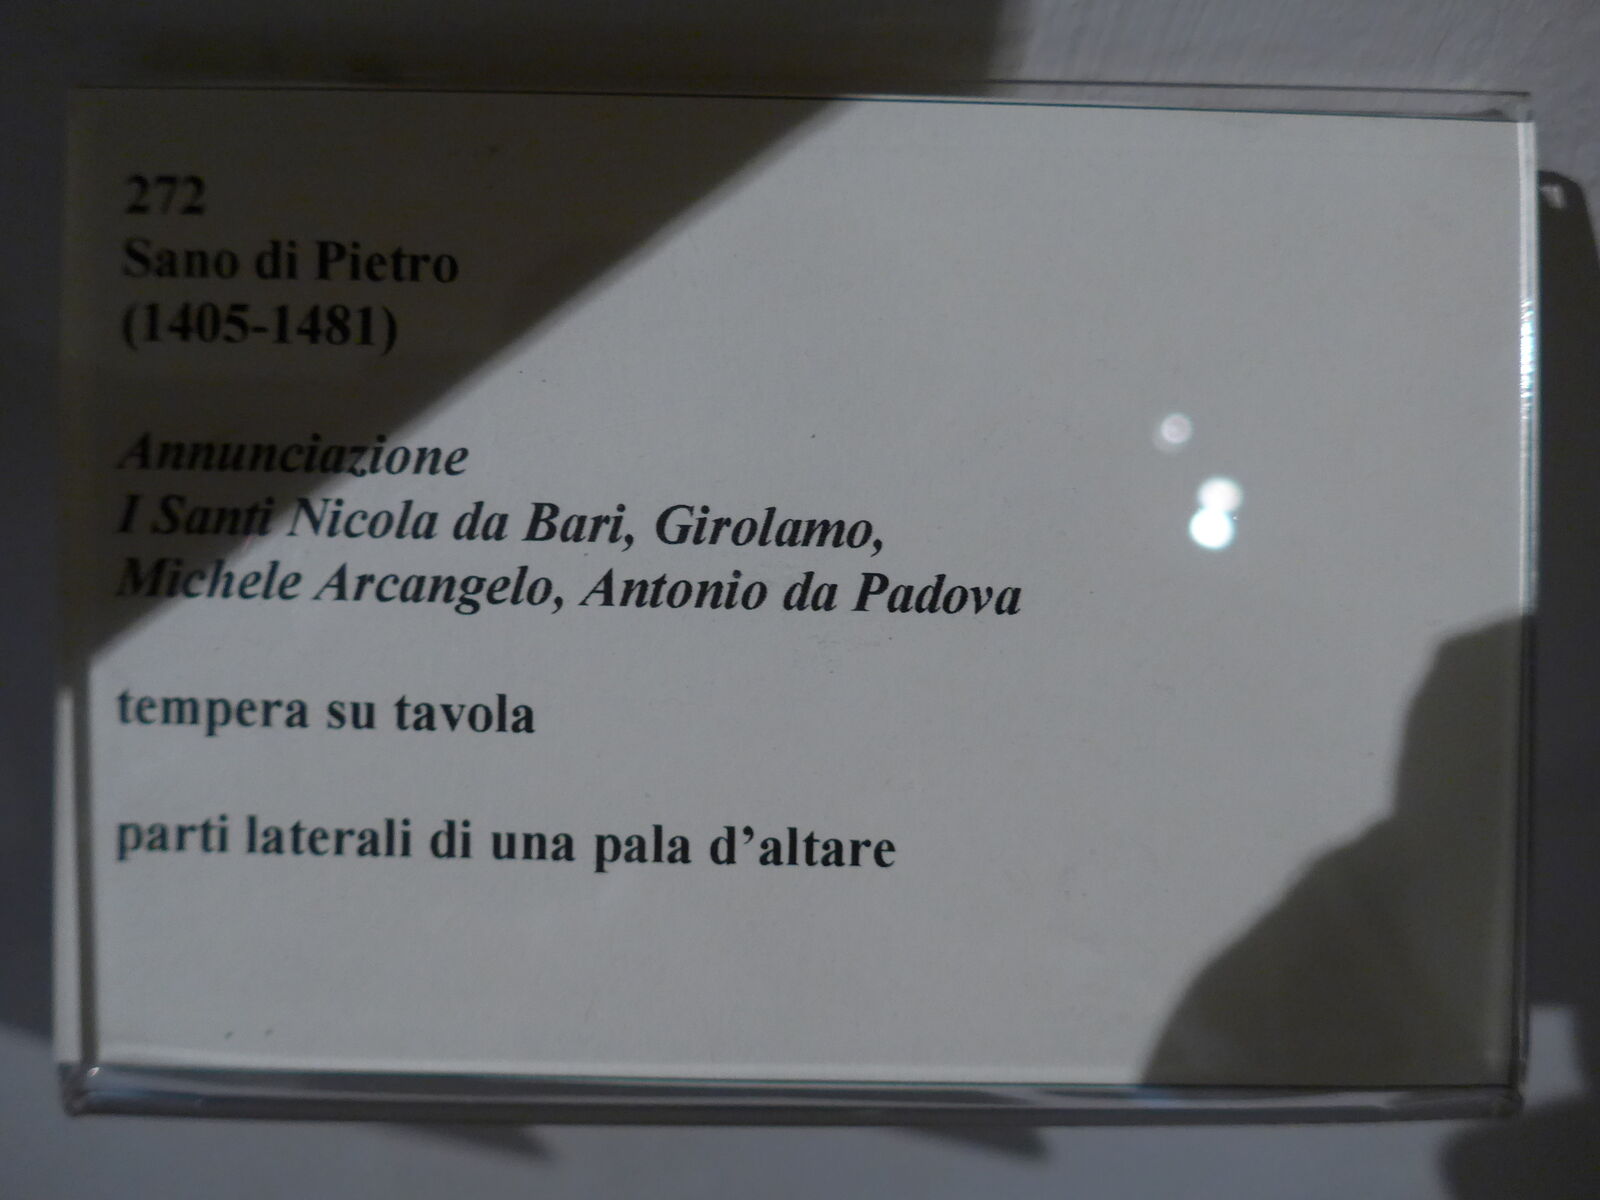 272
Sano di Pietro
(1405-1481)
Annunciazione
I Santi Nicola da Bari, Girolamo,
Michele Arcangelo, Antonio da Padova
tempera su tavola
parti laterali di una pala d’altare